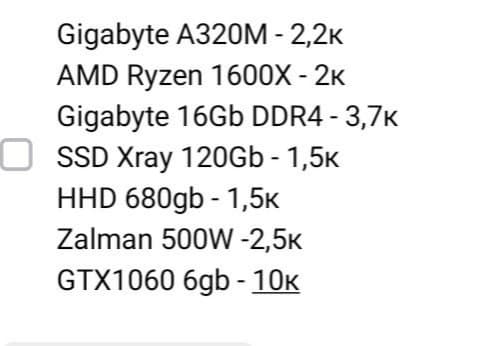 Gigabyte A320M - 2,2к
AMD Ryzen 1600X - 2к
Gigabyte 16Gb DDR4 - 3,7к
SSD Xray 120Gb - 1,5к
HHD 680gb - 1,5к
Zalman 500W -2,5к
GTX1060 6gb - 10к